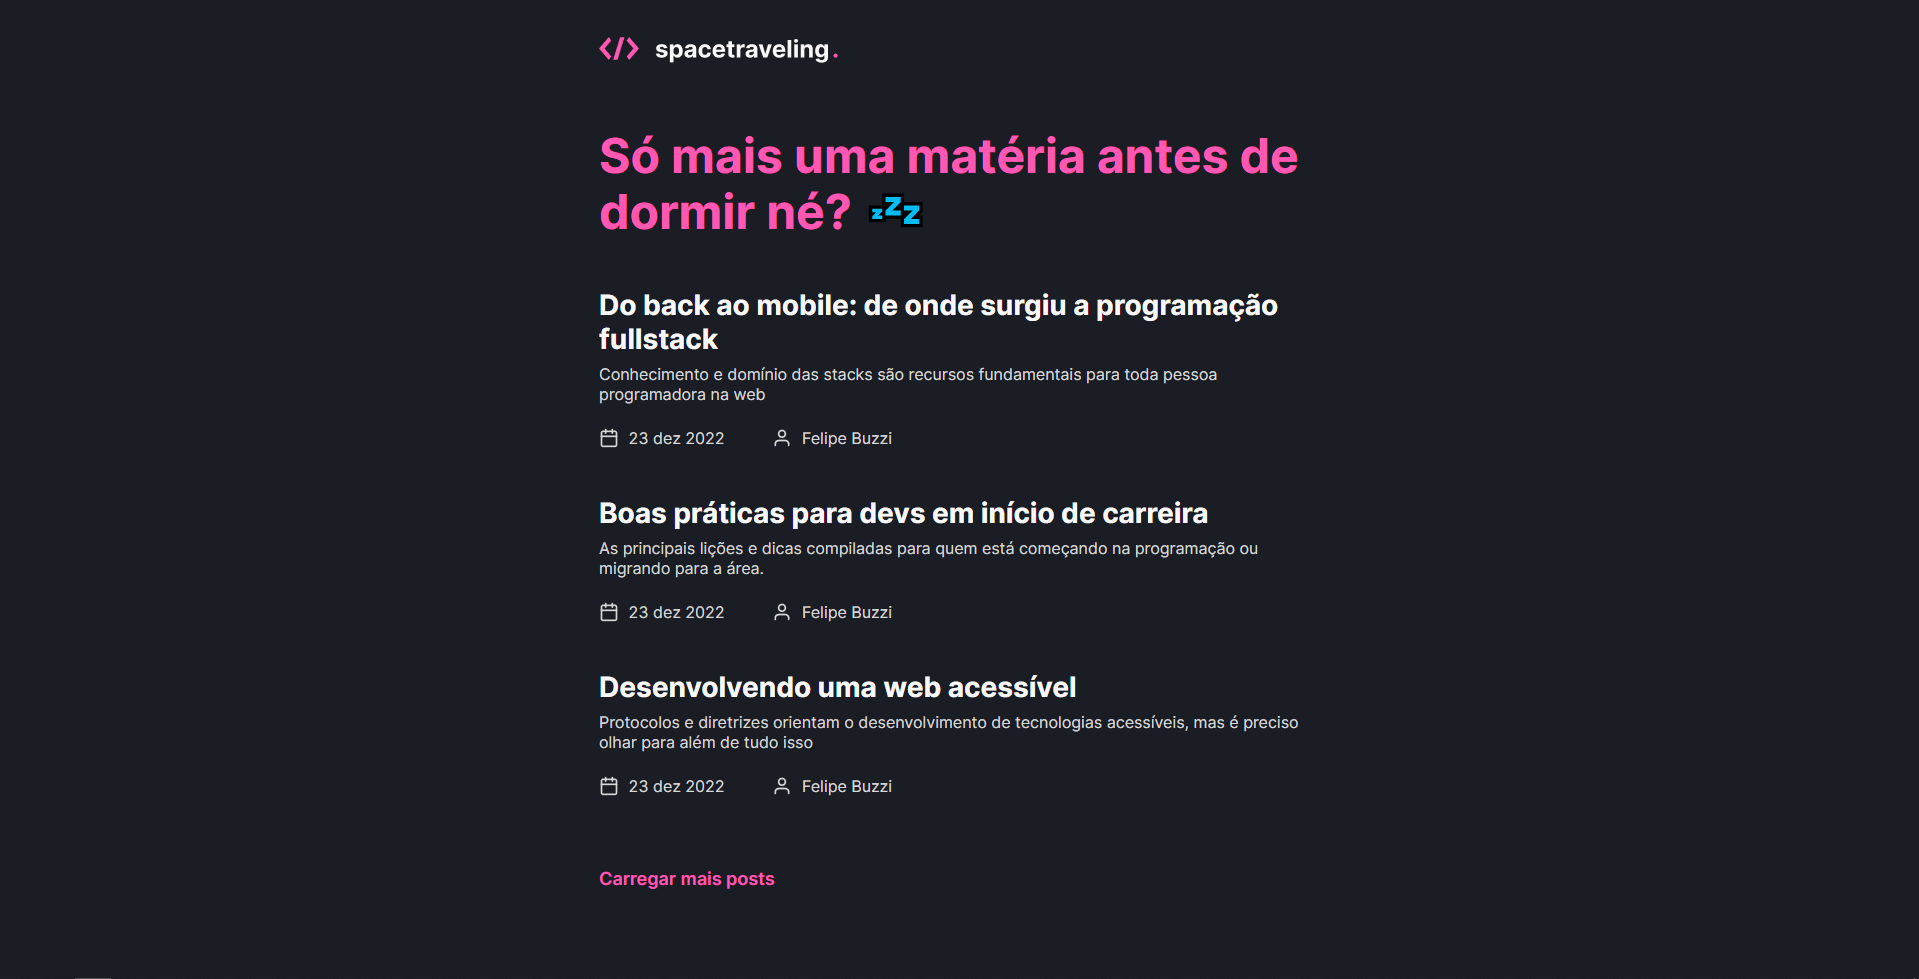 </> spacetraveling.
Só mais uma matéria antes de
dormir né? 💤
Do back ao mobile: de onde surgiu a programação
fullstack
Conhecimento e domínio das stacks são recursos fundamentais para toda pessoa
programadora na web
23 dez 2022 Felipe Buzzi
Boas práticas para devs em início de carreira
As principais lições e dicas compiladas para quem está começando na programação ou
migrando para a área.
23 dez 2022 Felipe Buzzi
Desenvolvendo uma web acessível
Protocolos e diretrizes orientam o desenvolvimento de tecnologias acessíveis, mas é preciso
olhar para além de tudo isso
23 dez 2022 Felipe Buzzi
Carregar mais posts